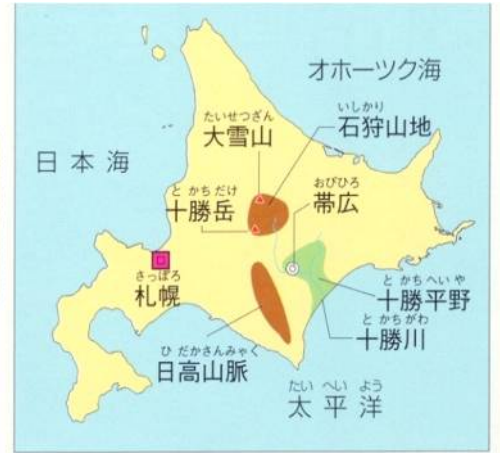 オホーツク海
たいせつざん
大雪山
いしかり
石狩山地
日本海
とかちだけ
十勝岳
おびひろ
帯広
さっぽろ
札幌
とかちへいや
十勝平野
とかちがわ
十勝川
ひだかさんみゃく
日高山脈
たいへいよう
太平洋